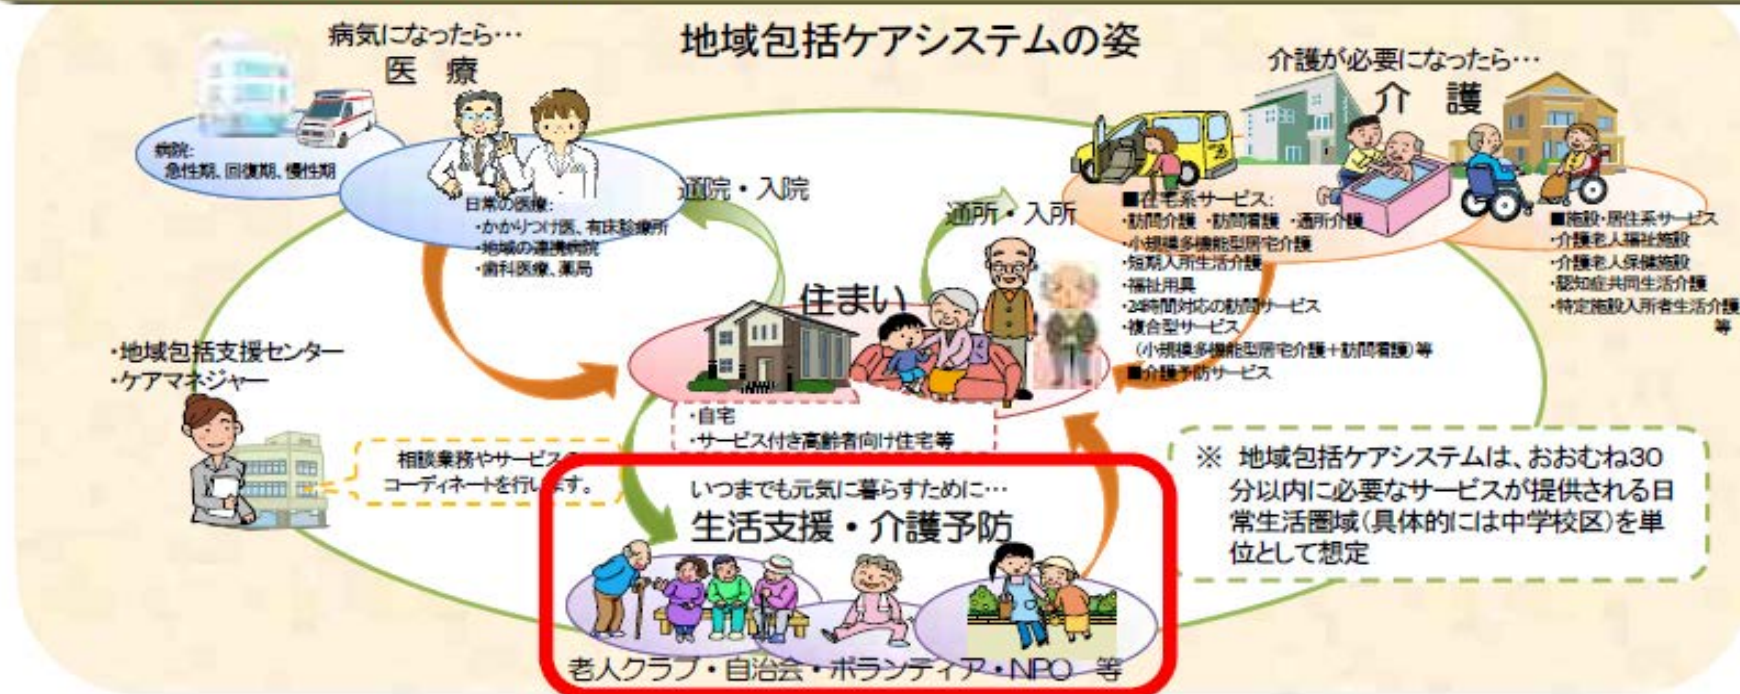 地域包括ケアシステムの姿
病気になったら…
医 療
病院:
急性期、回復期、慢性期
日常の医療:
・かかりつけ医、有床診療所
・地域の連携病院
・歯科医療、薬局
通院・入院
通所・入所
介護が必要になったら…
介 護
■在宅系サービス:
・訪問介護 ・訪問看護 ・通所介護
・小規模多機能型居宅介護
・短期入所生活介護
・福祉用具
・24時間対応の訪問サービス
・複合型サービス
（小規模多機能型居宅介護＋訪問看護）等
■介護予防サービス
■施設・居住系サービス
・介護老人福祉施設
・介護老人保健施設
・認知症共同生活介護
・特定施設入所者生活介護
等
住まい
・自宅
・サービス付き高齢者向け住宅等
・地域包括支援センター
・ケアマネジャー
相談業務やサービスの
コーディネートを行います。
いつまでも元気に暮らすために…
生活支援・介護予防
老人クラブ・自治会・ボランティア・NPO 等
※ 地域包括ケアシステムは、おおむね30
分以内に必要なサービスが提供される日
常生活圏域（具体的には中学校区）を単
位として想定